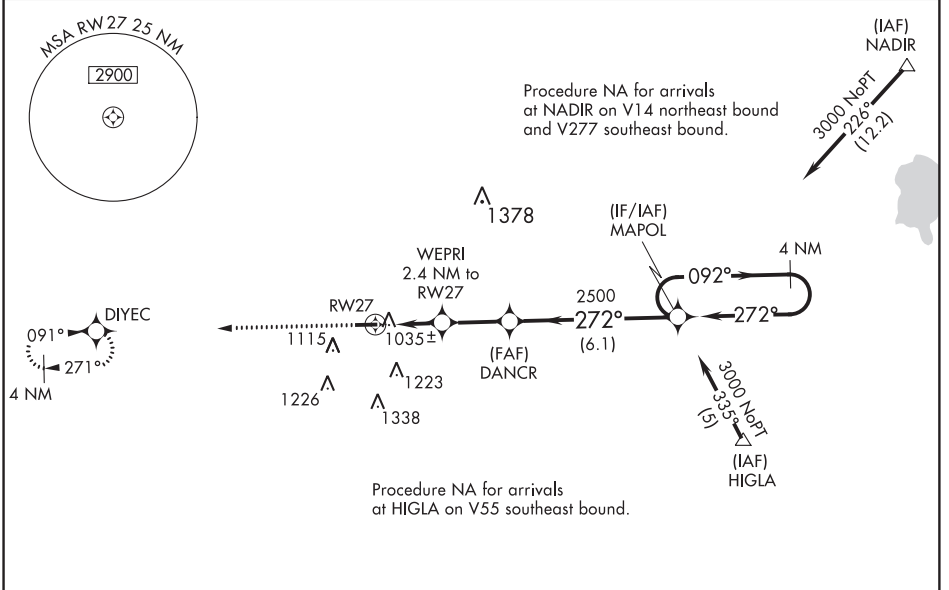 MSA RW27 25 NM
2900
(IAF)
NADIR
3000 NoPT
226°
(12.2)
Procedure NA for arrivals
at NADIR on V14 northeast bound
and V277 southeast bound.
1378
(IF/IAF)
MAPOL
4 NM
092°
272°
WEPRI
2.4 NM to
RW27
2500
272°
(6.1)
RW27
DIYEC
091°
271°
4 NM
1115
1035±
(FAF)
DANCR
1226
1223
1338
3000 NoPT
335°
(5)
(IAF)
HIGLA
Procedure NA for arrivals
at HIGLA on V55 southeast bound.